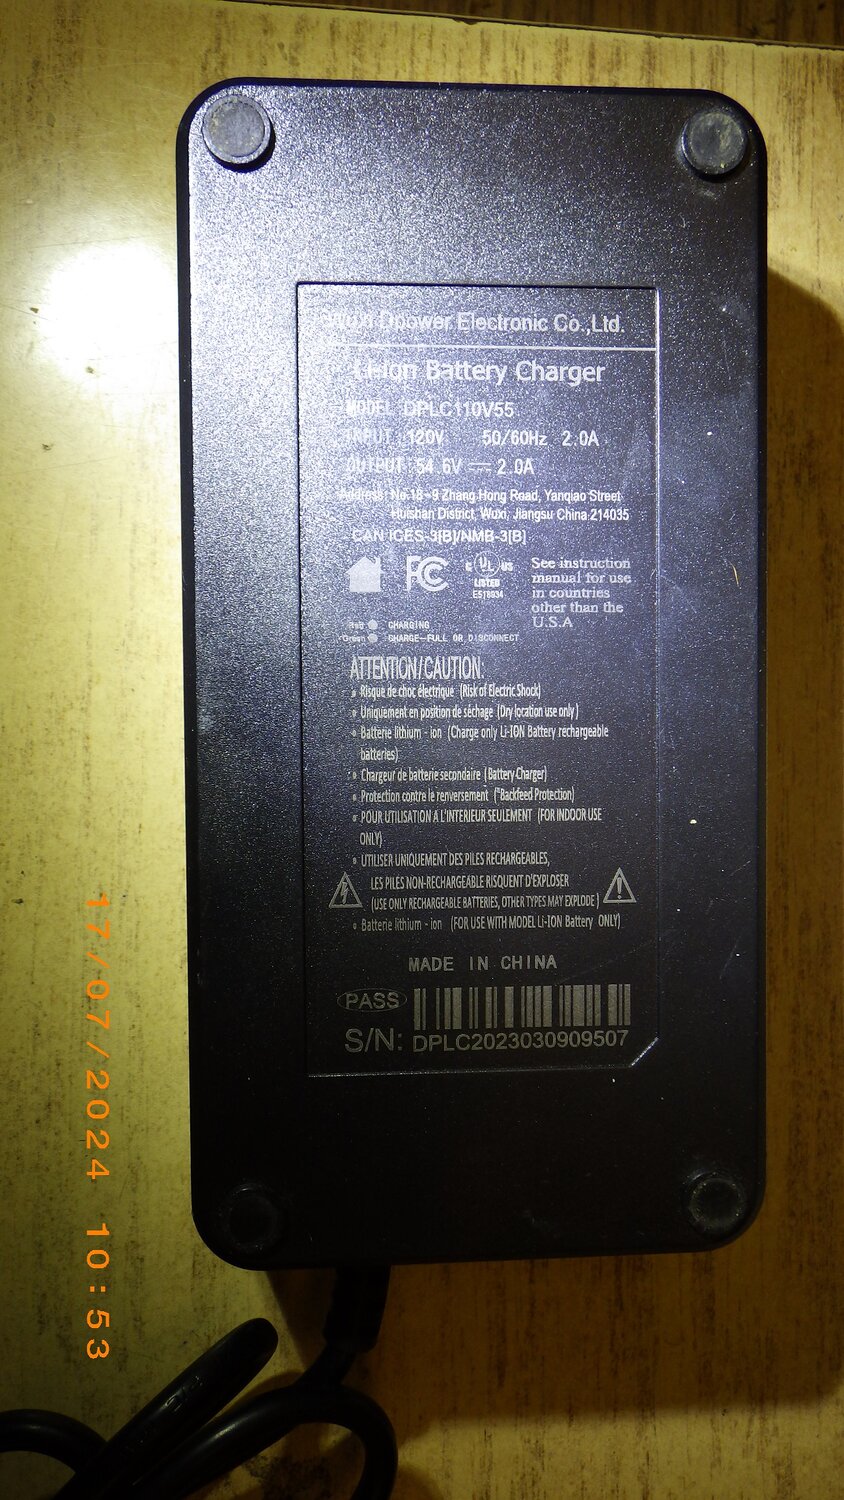 Wuxi Dpower Electronic Co.,Ltd.
Li-Ion Battery Charger
MODEL DPLC110V55
INPUT 120V 50/60Hz 2.0A
OUTPUT 54.6V 2.0A
Address: No.18-9 Zhang Hong Road, Yanqiao Street
Huishan District, Wuxi, Jiangsu China.214035
CAN ICES-3[B]/NMB-3[B]
FC
C UL US
LISTED
See instruction
manual for use
in countries
other than the
U.S.A
Red CHARGING
Green CHARGE-FULL OR DISCONNECT
ATTENTION/CAUTION:
Risque de choc électrique (Risk of Electric Shock)
Uniquement en position de séchage (Dry location use only)
Batterie lithium - ion (Charge only Li-ION Battery rechargeable
batteries)
Chargeur de batterie secondaire (Battery Charger)
Protection contre le renversement ("Backfeed Protection)
POUR UTILISATION A L'INTERIEUR SEULEMENT (FOR INDOOR USE
ONLY)
UTILISER UNIQUEMENT DES PILES RECHARGEABLES,
LES PILES NON-RECHARGEABLE RISQUENT D'EXPLOSER
(USE ONLY RECHARGEABLE BATTERIES, OTHER TYPES MAY EXPLODE)
Batterie lithium - ion (FOR USE WITH MODEL Li-ION Battery ONLY)
MADE IN CHINA
PASS
S/N: DPLC2023030909507
17/07/2024 10:53